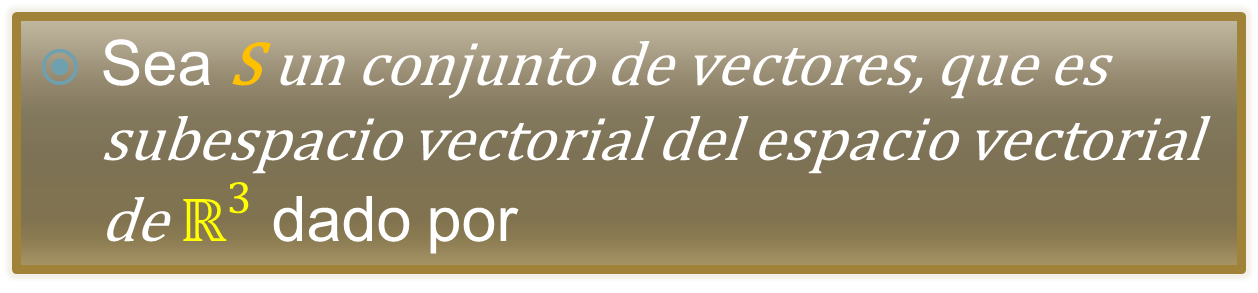 Sea S un conjunto de vectores, que es
subespacio vectorial del espacio vectorial
de ℝ³ dado por